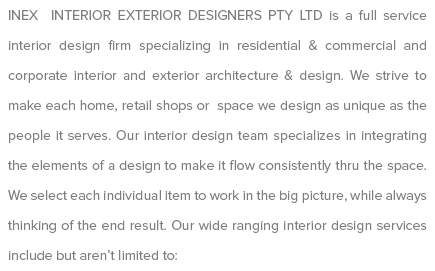 INEX INTERIOR EXTERIOR DESIGNERS PTY LTD is a full service
interior design firm specializing in residential & commercial and
corporate interior and exterior architecture & design. We strive to
make each home, retail shops or space we design as unique as the
people it serves. Our interior design team specializes in integrating
the elements of a design to make it flow consistently thru the space.
We select each individual item to work in the big picture, while always
thinking of the end result. Our wide ranging interior design services
include but aren’t limited to: